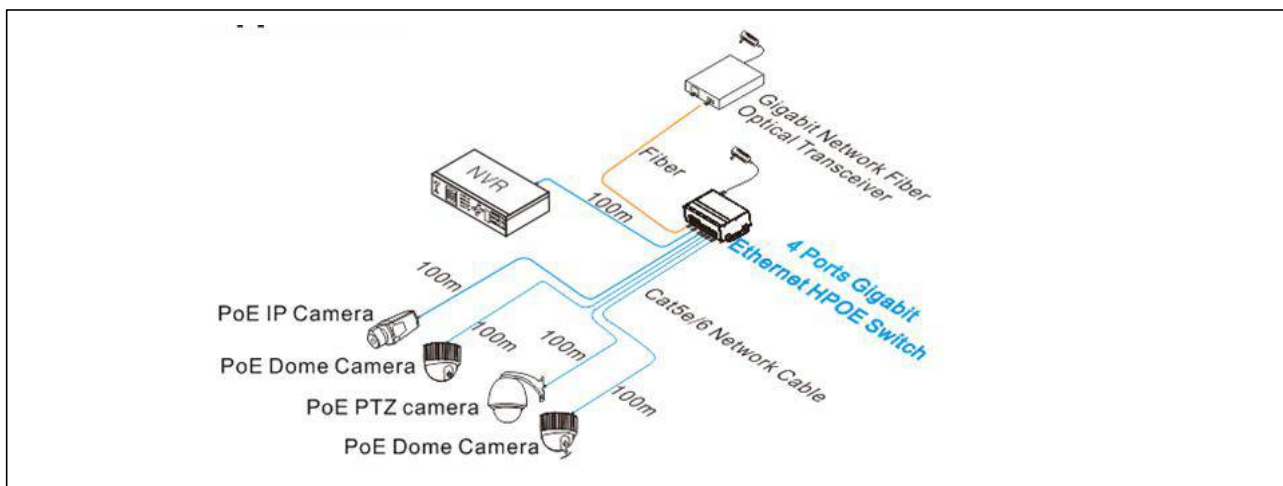 Gigabit Network Fiber
Optical Transceiver
Fiber
NVR
100m
4 Ports Gigabit
Ethernet HPOE Switch
100m
Cat5e/6 Network Cable
PoE IP Camera
100m
PoE Dome Camera
100m
PoE PTZ camera
100m
PoE Dome Camera